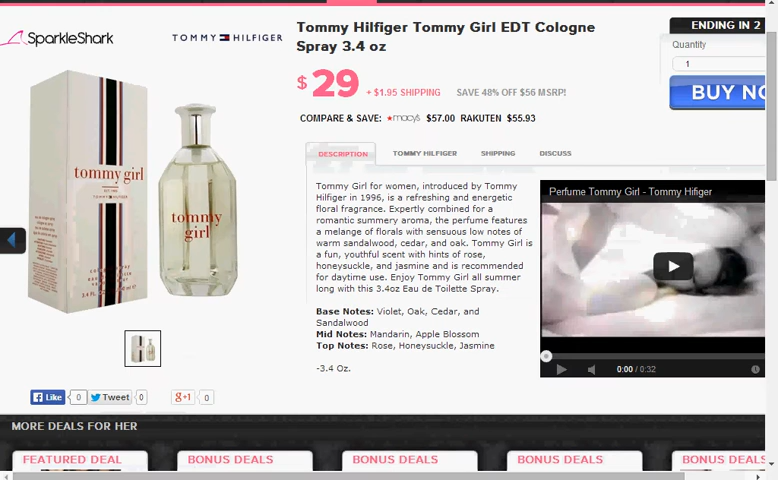 SparkleShark
TOMMY HILFIGER
Tommy Hilfiger Tommy Girl EDT Cologne
Spray 3.4 oz
$29 + $1.95 SHIPPING SAVE 48% OFF $56 MSRP!
COMPARE & SAVE: macy's $57.00 RAKUTEN $55.93
ENDING IN 2
Quantity
1
BUY NO
tommy girl
tommy
girl
DESCRIPTION TOMMY HILFIGER SHIPPING DISCUSS
Tommy Girl for women, introduced by Tommy
Hilfiger in 1996, is a refreshing and energetic
floral fragrance. Expertly combined for a
romantic summery aroma, the perfume features
a melange of florals with sensuous low notes of
warm sandalwood, cedar, and oak. Tommy Girl is
a fun, youthful scent with hints of rose,
honeysuckle, and jasmine and is recommended
for daytime use. Enjoy Tommy Girl all summer
long with this 3.4oz Eau de Toilette Spray.
Base Notes: Violet, Oak, Cedar, and
Sandalwood
Mid Notes: Mandarin, Apple Blossom
Top Notes: Rose, Honeysuckle, Jasmine
-3.4 Oz.
Perfume Tommy Girl - Tommy Hifiger
0:00 / 0:32
Like 0 Tweet 0 g+1 0
MORE DEALS FOR HER
FEATURED DEAL BONUS DEALS BONUS DEALS BONUS DEALS BONUS DEALS